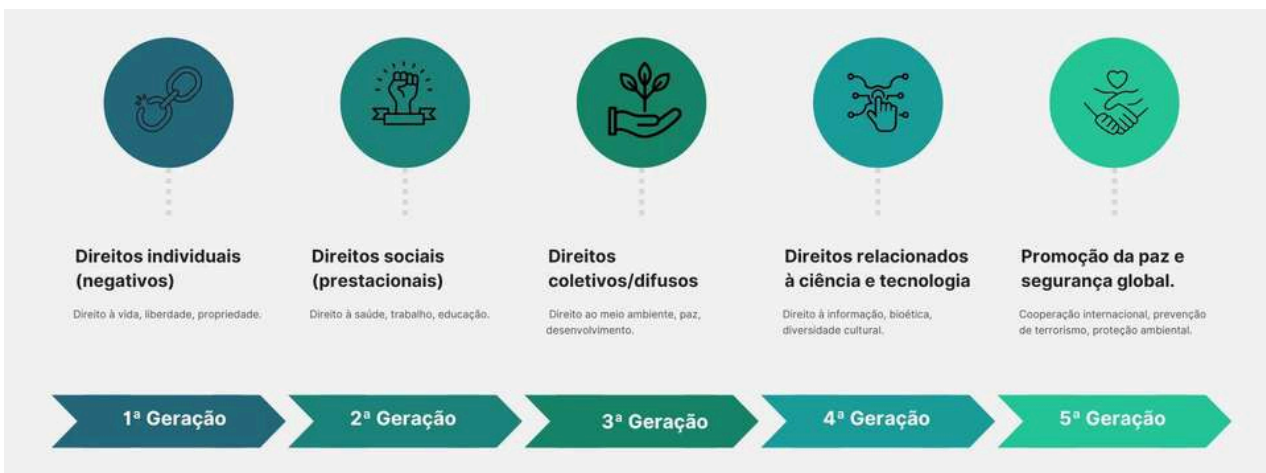 Direitos individuais
(negativos)
Direito à vida, liberdade, propriedade.
Direitos sociais
(prestacionais)
Direito à saúde, trabalho, educação.
Direitos
coletivos/difusos
Direito ao meio ambiente, paz,
desenvolvimento.
Direitos relacionados
à ciência e tecnologia
Direito à informação, bioética,
diversidade cultural.
Promoção da paz e
segurança global.
Cooperação internacional, prevenção
de terrorismo, proteção ambiental.
1ª Geração
2ª Geração
3ª Geração
4ª Geração
5ª Geração